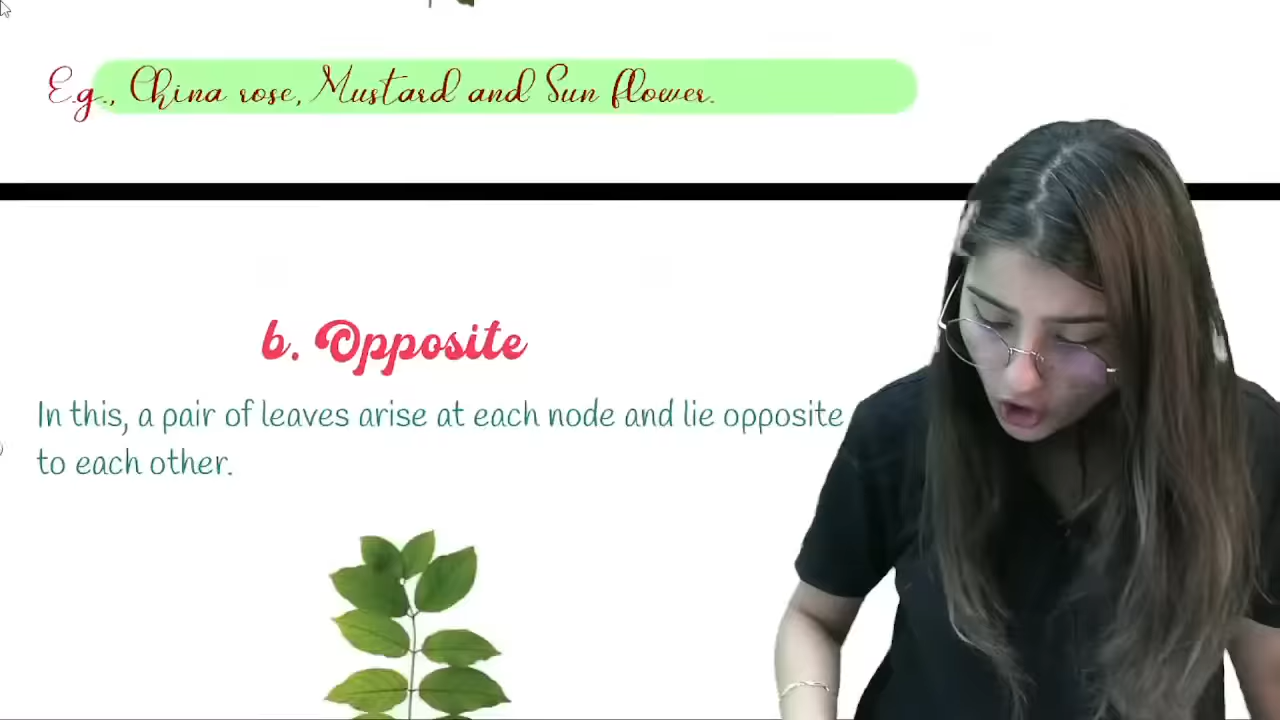 E.g., China rose, Mustard and Sun flower.
b. Opposite
In this, a pair of leaves arise at each node and lie opposite
to each other.